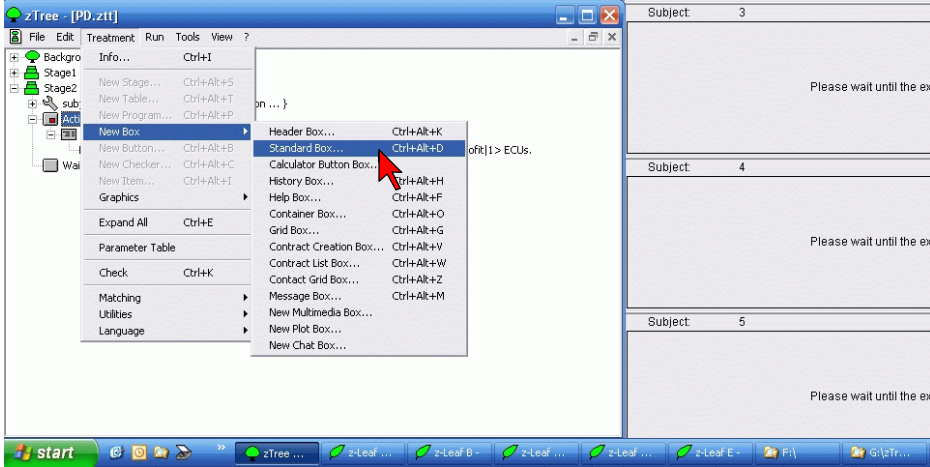 zTree - [PD.ztt]
File Edit Treatment Run Tools View ?
Backgro
Stage1
Stage2
sub
on ... }
Acti
ofit|1> ECUs.
Wai
Info... Ctrl+I
New Stage... Ctrl+Alt+S
New Table... Ctrl+Alt+T
New Program... Ctrl+Alt+P
New Box
New Button... Ctrl+Alt+B
New Checker... Ctrl+Alt+C
New Item... Ctrl+Alt+I
Graphics
Expand All Ctrl+E
Parameter Table
Check Ctrl+K
Matching
Utilities
Language
Header Box... Ctrl+Alt+K
Standard Box... Ctrl+Alt+D
Calculator Button Box...
History Box... Ctrl+Alt+H
Help Box... Ctrl+Alt+F
Container Box... Ctrl+Alt+O
Grid Box... Ctrl+Alt+G
Contract Creation Box... Ctrl+Alt+V
Contract List Box... Ctrl+Alt+W
Contact Grid Box... Ctrl+Alt+Z
Message Box... Ctrl+Alt+M
New Multimedia Box...
New Plot Box...
New Chat Box...
Subject 3
Please wait until the ex
Subject 4
Please wait until the ex
Subject 5
Please wait until the ex
start
zTree ...
z-Leaf ...
z-Leaf B -
z-Leaf ...
z-Leaf ...
z-Leaf E -
F:\
G:\zTr...